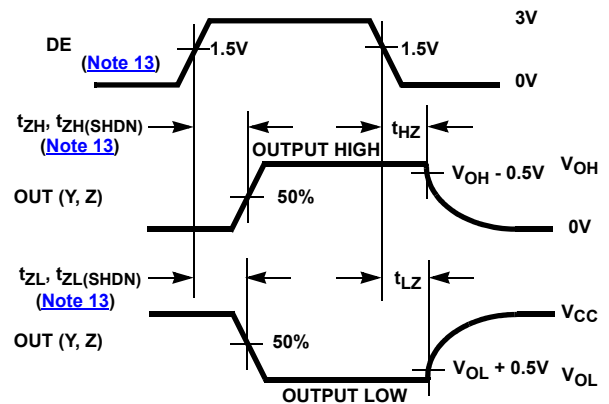 3V
DE
(Note 13)
1.5V
1.5V
0V
tZH, tZH(SHDN)
(Note 13)
tHZ
OUTPUT HIGH
VOH - 0.5V
VOH
OUT (Y, Z)
50%
0V
tZL, tZL(SHDN)
(Note 13)
tLZ
VCC
OUT (Y, Z)
50%
VOL + 0.5V
VOL
OUTPUT LOW